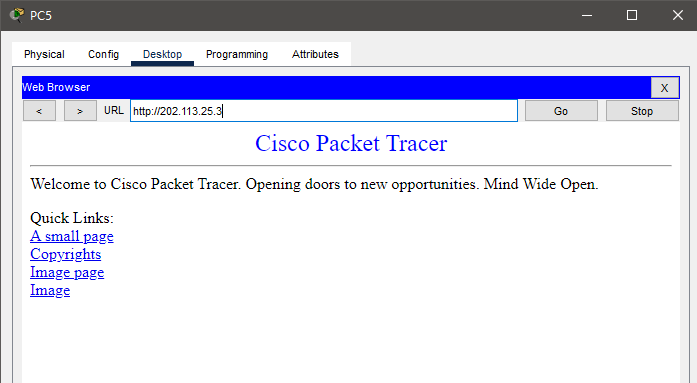 PC5
Physical Config Desktop Programming Attributes
Web Browser X
< > URL http://202.113.25.3 Go Stop
Cisco Packet Tracer
Welcome to Cisco Packet Tracer. Opening doors to new opportunities. Mind Wide Open.
Quick Links:
A small page
Copyrights
Image page
Image